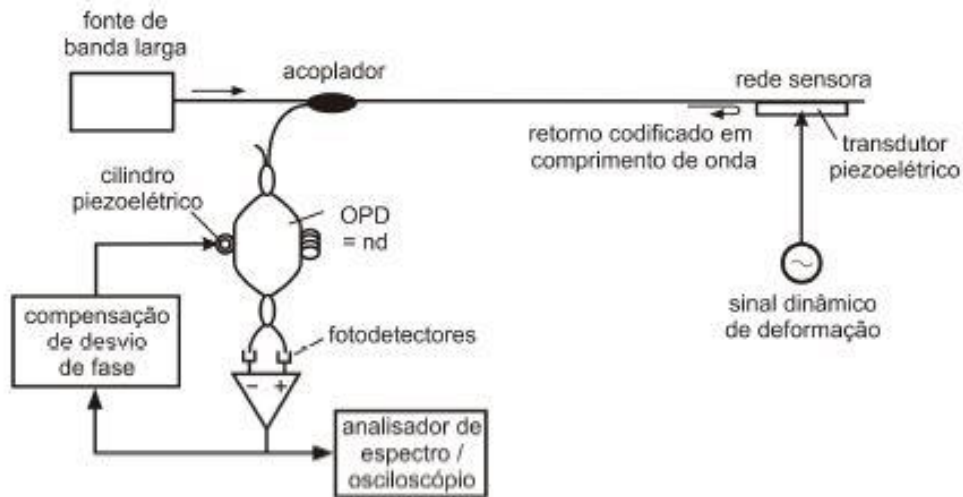 fonte de
banda larga
acoplador
rede sensora
retorno codificado em
comprimento de onda
transdutor
piezoelétrico
cilindro
piezoelétrico
OPD
= nd
sinal dinâmico
de deformação
compensação
de desvio
de fase
fotodetectores
- +
analisador de
espectro /
osciloscópio